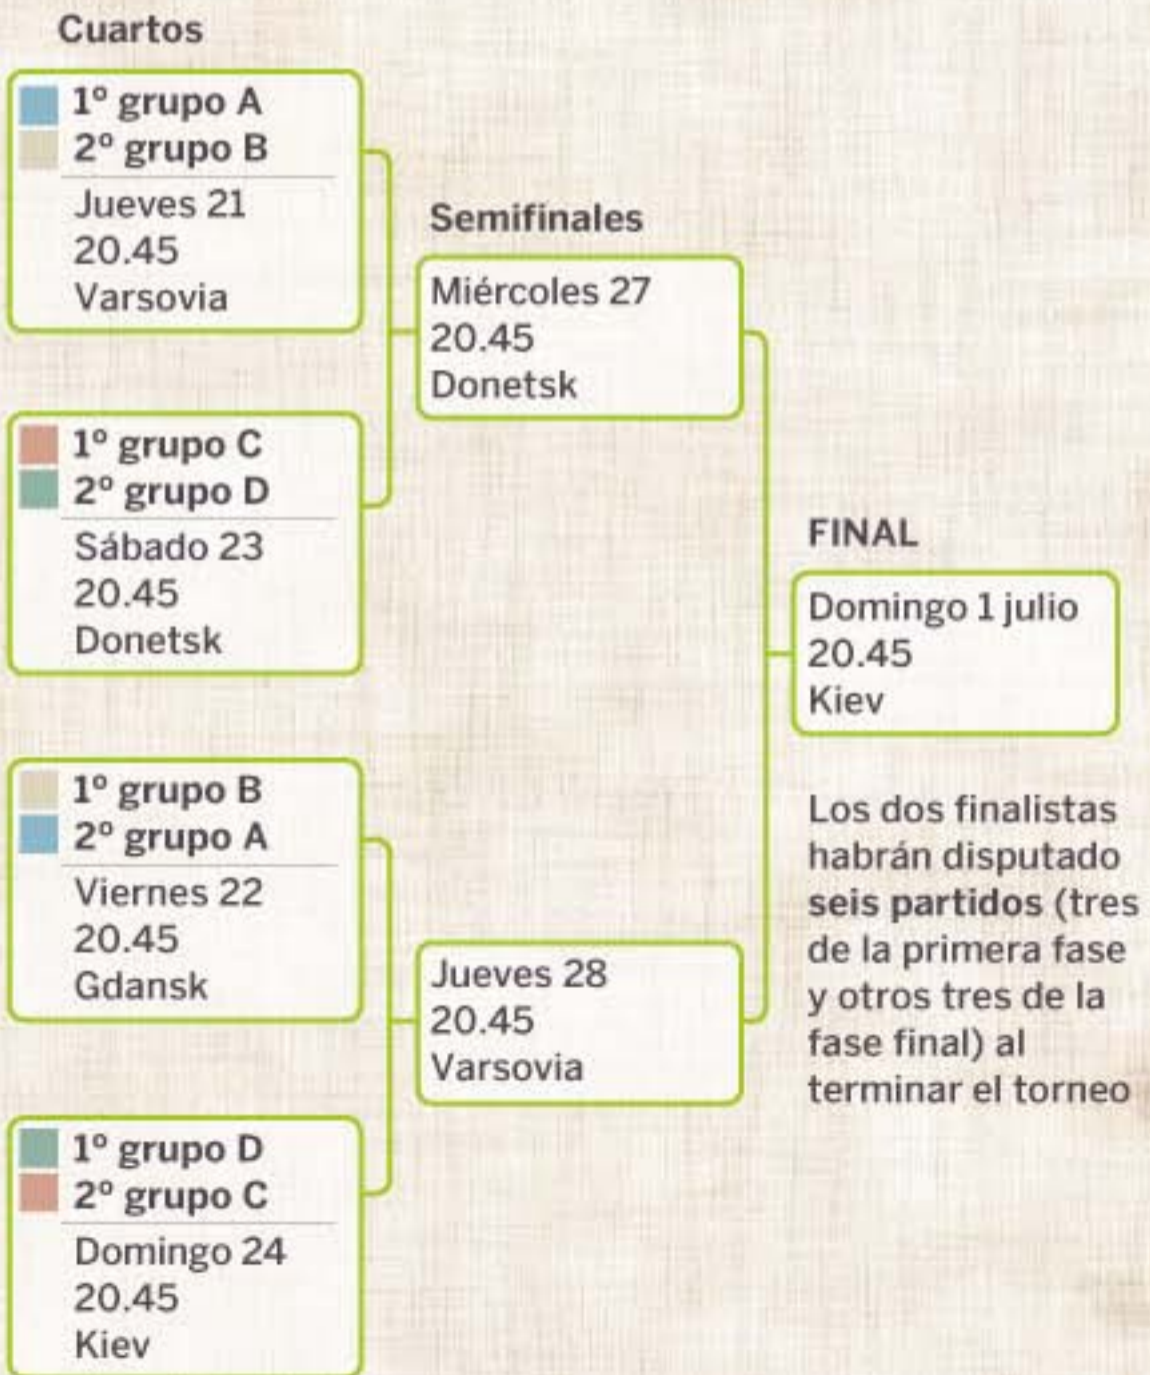 Cuartos
1º grupo A
2º grupo B
Jueves 21
20.45
Varsovia
1º grupo C
2º grupo D
Sábado 23
20.45
Donetsk
1º grupo B
2º grupo A
Viernes 22
20.45
Gdansk
1º grupo D
2º grupo C
Domingo 24
20.45
Kiev
Semifinales
Miércoles 27
20.45
Donetsk
Jueves 28
20.45
Varsovia
FINAL
Domingo 1 julio
20.45
Kiev
Los dos finalistas
habrán disputado
seis partidos (tres
de la primera fase
y otros tres de la
fase final) al
terminar el torneo